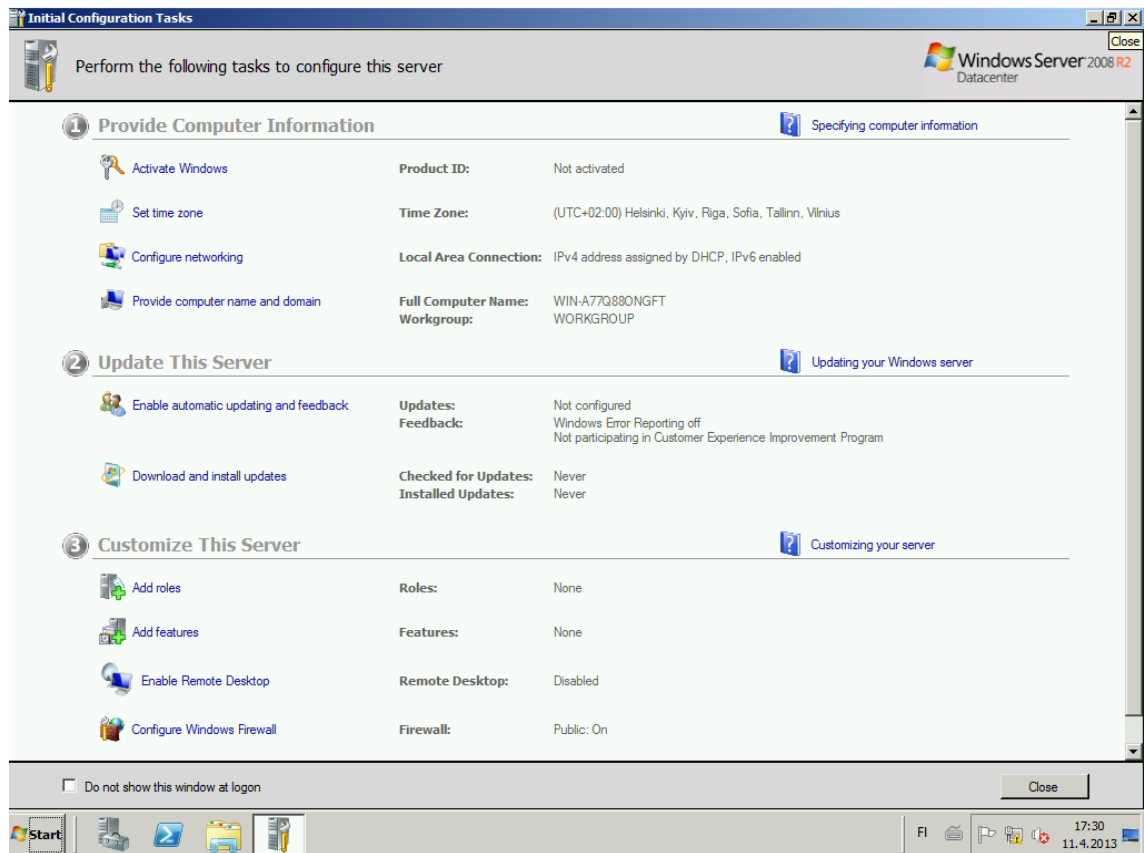 Initial Configuration Tasks
Close
Perform the following tasks to configure this server
Windows Server 2008 R2
Datacenter
1 Provide Computer Information
Specifying computer information
Activate Windows Product ID: Not activated
Set time zone Time Zone: (UTC+02:00) Helsinki, Kyiv, Riga, Sofia, Tallinn, Vilnius
Configure networking Local Area Connection: IPv4 address assigned by DHCP, IPv6 enabled
Provide computer name and domain Full Computer Name: WIN-A77Q88ONGFT
Workgroup: WORKGROUP
2 Update This Server
Updating your Windows server
Enable automatic updating and feedback Updates: Not configured
Feedback: Windows Error Reporting off
Not participating in Customer Experience Improvement Program
Download and install updates Checked for Updates: Never
Installed Updates: Never
3 Customize This Server
Customizing your server
Add roles Roles: None
Add features Features: None
Enable Remote Desktop Remote Desktop: Disabled
Configure Windows Firewall Firewall: Public: On
Do not show this window at logon
Close
Start
FI
17:30
11.4.2013